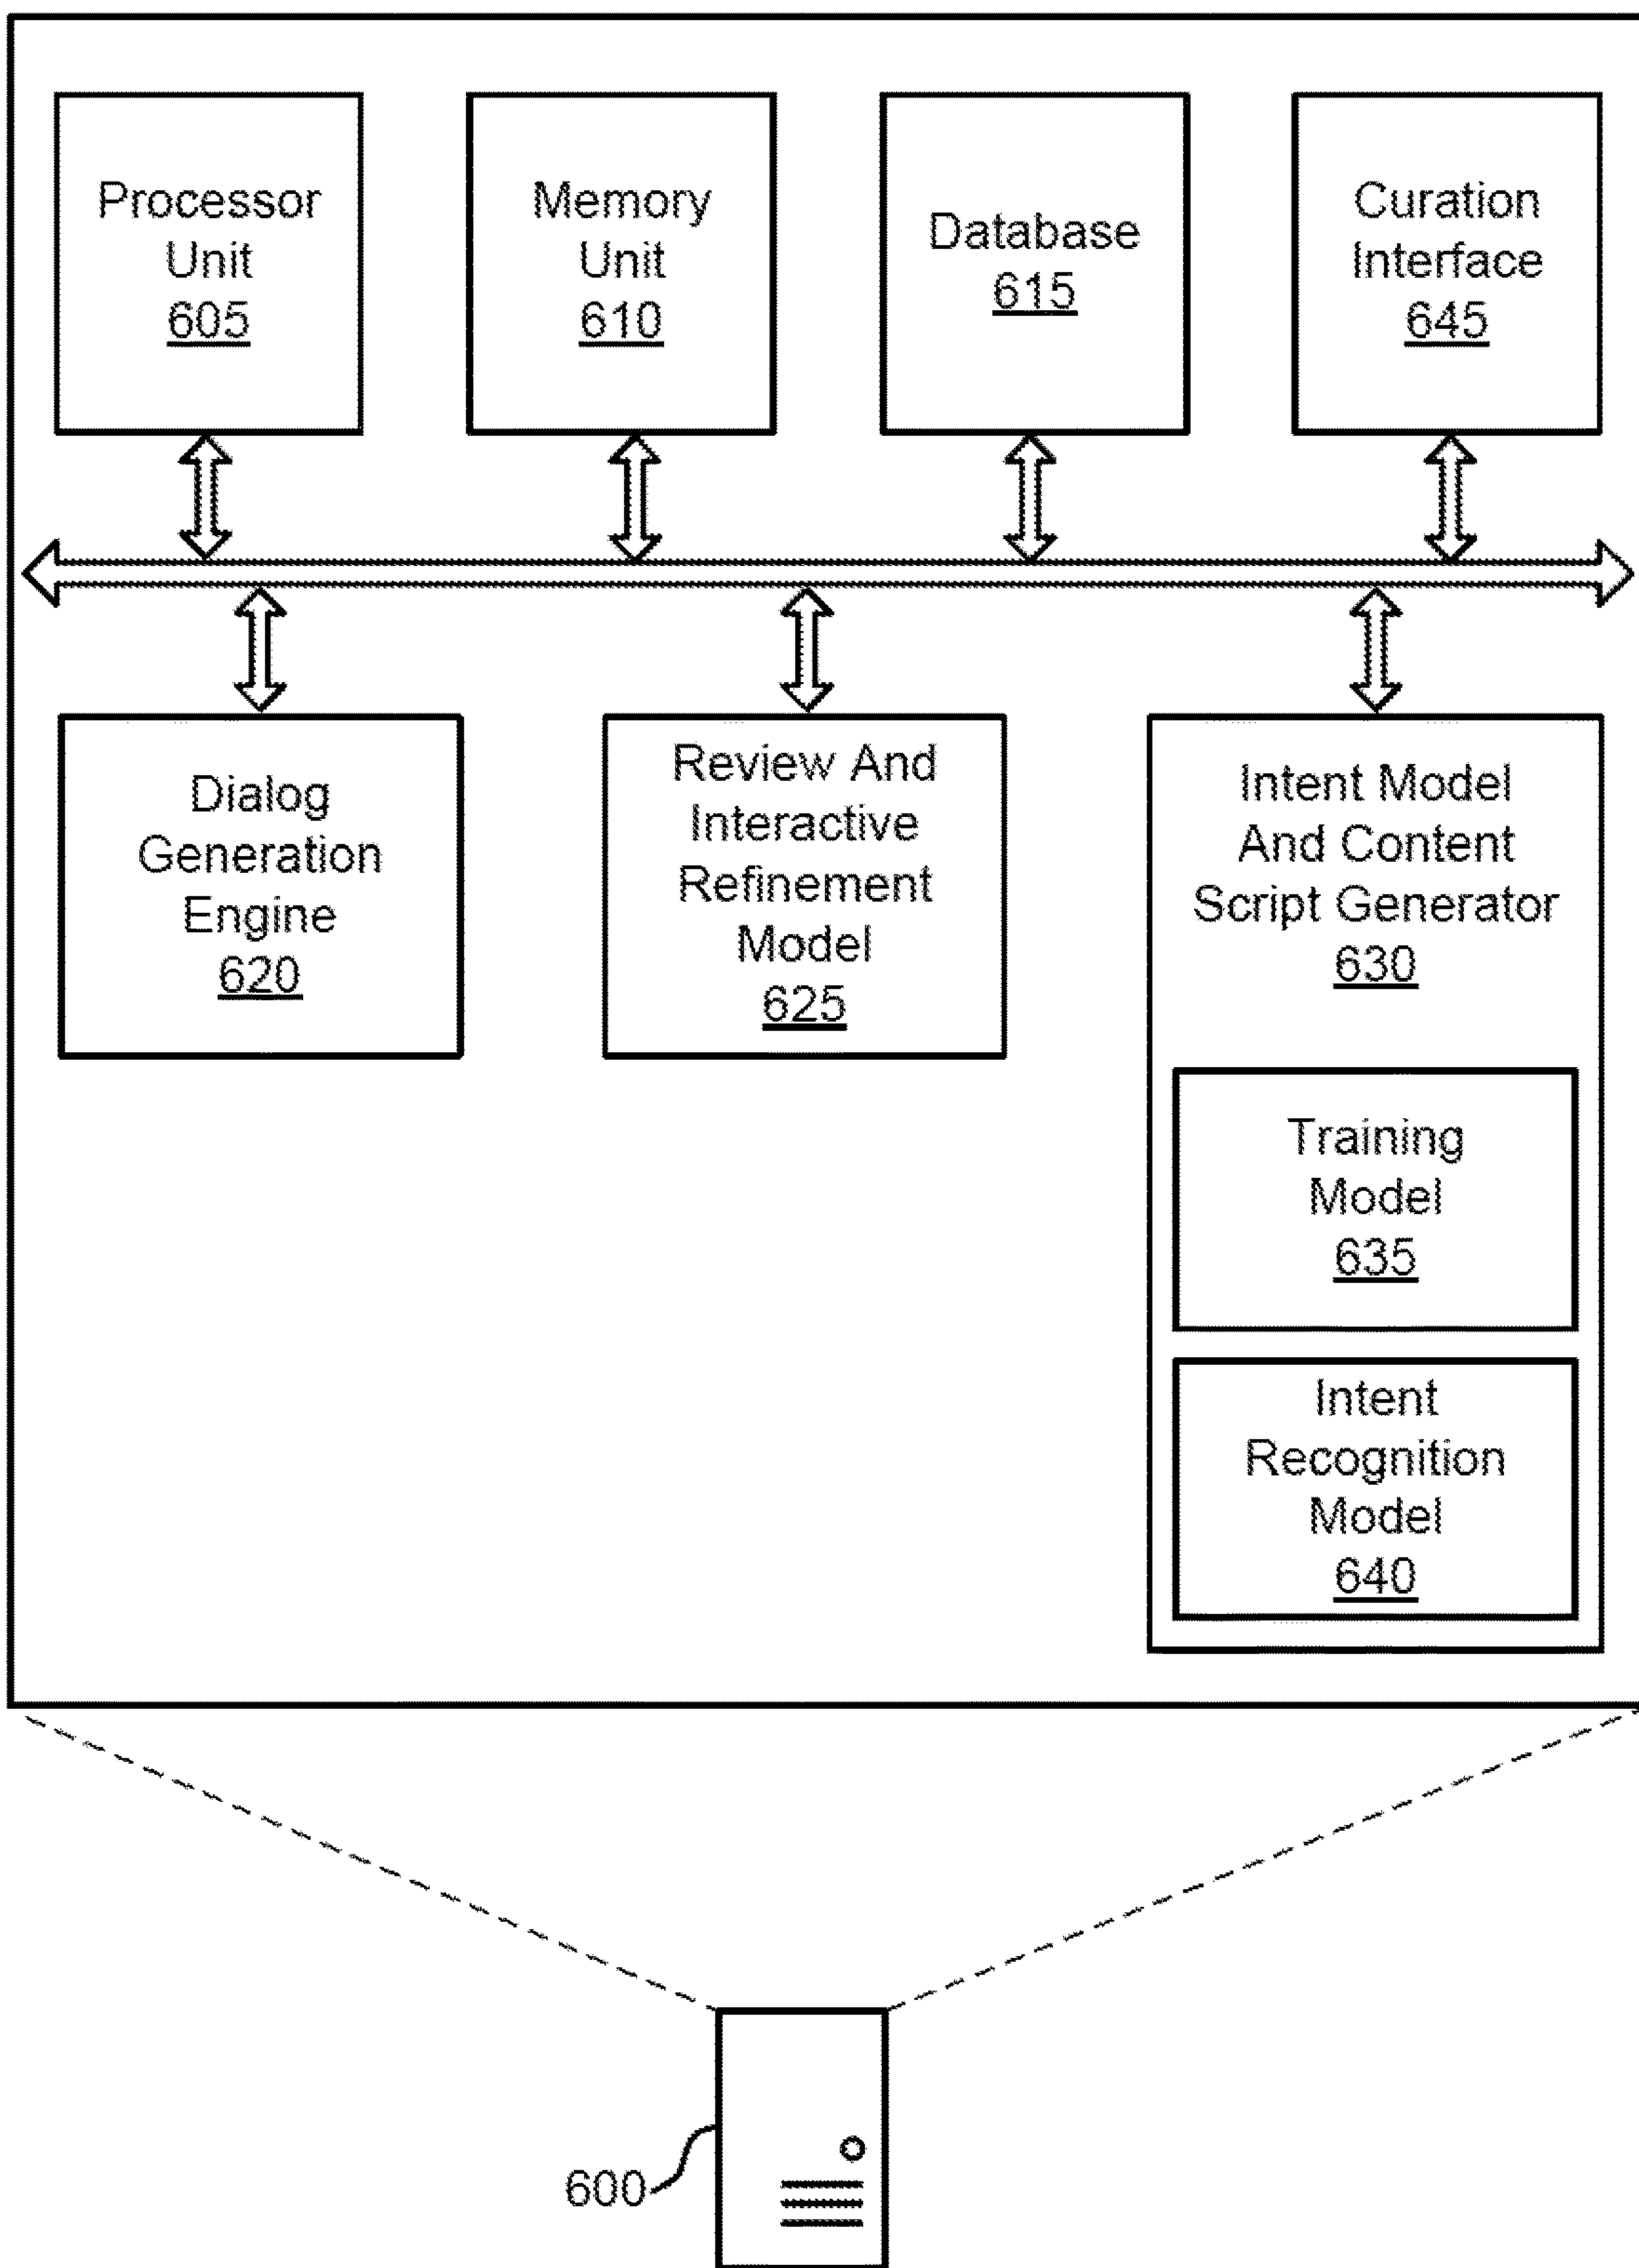 Processor
Unit
605
Memory
Unit
610
Database
615
Curation
Interface
645
Dialog
Generation
Engine
620
Review And
Interactive
Refinement
Model
625
Intent Model
And Content
Script Generator
630
Training
Model
635
Intent
Recognition
Model
640
600